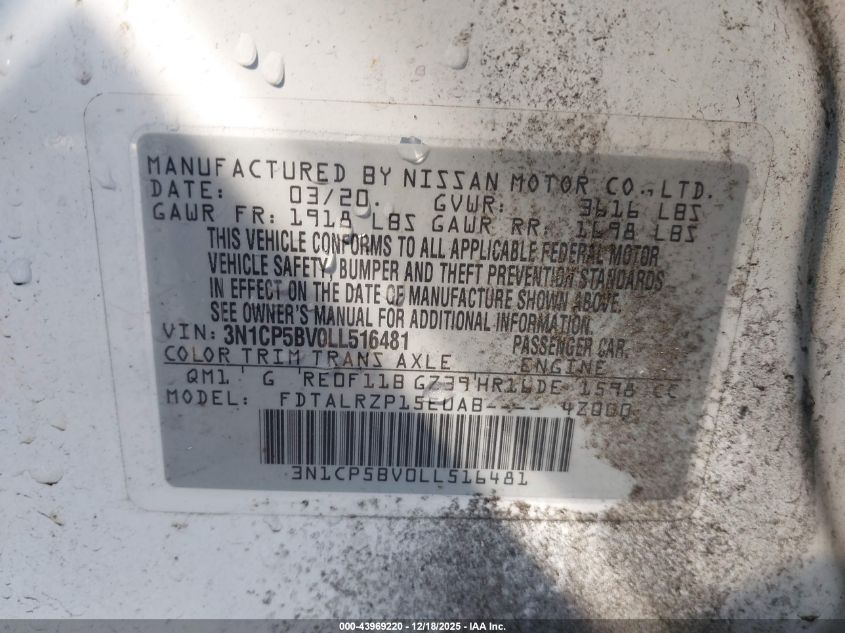 MANUFACTURED BY NISSAN MOTOR CO., LTD.
DATE: 03/20. GVWR: 3616 LBS
GAWR FR: 1918 LBS GAWR RR: 1698 LBS
THIS VEHICLE CONFORMS TO ALL APPLICABLE FEDERAL MOTOR
VEHICLE SAFETY, BUMPER AND THEFT PREVENTION STANDARDS
IN EFFECT ON THE DATE OF MANUFACTURE SHOWN ABOVE.
SEE OWNER'S MANUAL FOR ADDITIONAL INFORMATION.
VIN: 3N1CP5BV0LL516481 PASSENGER CAR.
COLOR TRIM TRANS AXLE ENGINE
QM1 G RE0F11B GZ39 HR16DE 1598 CC
MODEL: FDTALRZP15EUAB---- 4Z000
3N1CP5BV0LL516481
000-43969220 - 12/18/2025 - IAA Inc.